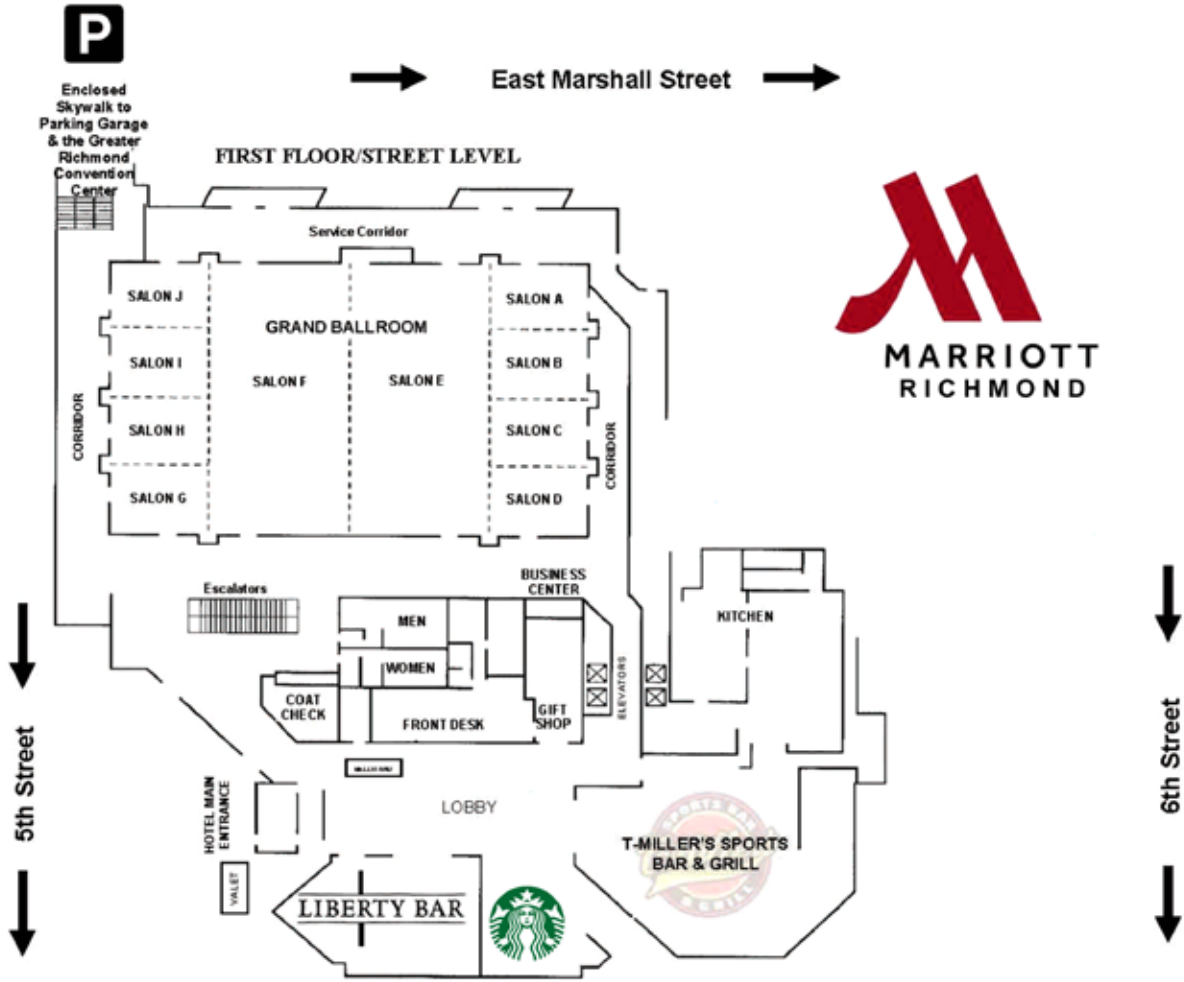 P
Enclosed
Skywalk to
Parking Garage
& the Greater
Richmond
Convention
Center
East Marshall Street
FIRST FLOOR/STREET LEVEL
MARRIOTT
RICHMOND
Service Corridor
SALON J
SALON A
GRAND BALLROOM
SALON I
SALON F
SALON E
SALON B
CORRIDOR
SALON H
SALON C
CORRIDOR
SALON G
SALON D
Escalators
BUSINESS
CENTER
MEN
KITCHEN
WOMEN
ELEVATORS
COAT
CHECK
FRONT DESK
GIFT
SHOP
5th Street
6th Street
HOTEL MAIN
ENTRANCE
LOBBY
T-MILLER'S SPORTS
BAR & GRILL
VALET
LIBERTY BAR